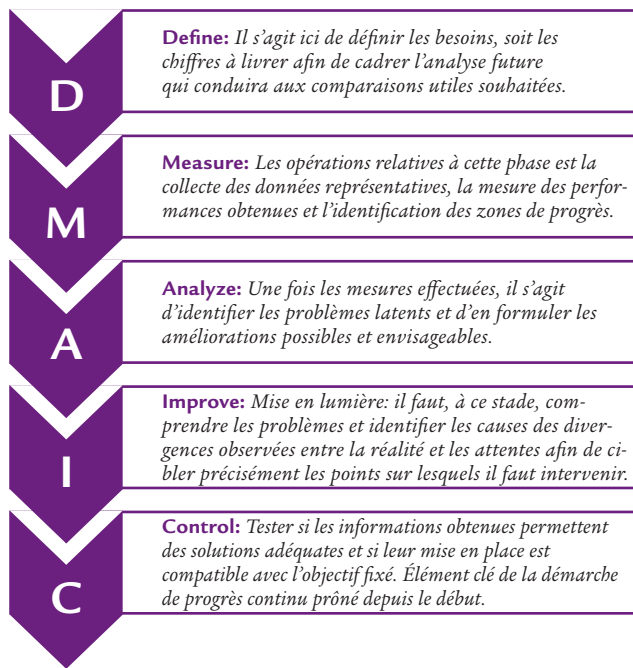 D
Define: Il s’agit ici de définir les besoins, soit les
chiffres à livrer afin de cadrer l’analyse future
qui conduira aux comparaisons utiles souhaitées.
M
Measure: Les opérations relatives à cette phase est la
collecte des données représentatives, la mesure des perfor-
mances obtenues et l’identification des zones de progrès.
A
Analyze: Une fois les mesures effectuées, il s’agit
d’identifier les problèmes latents et d’en formuler les
améliorations possibles et envisageables.
I
Improve: Mise en lumière: il faut, à ce stade, com-
prendre les problèmes et identifier les causes des diver-
gences observées entre la réalité et les attentes afin de ci-
bler précisément les points sur lesquels il faut intervenir.
C
Control: Tester si les informations obtenues permettent
des solutions adéquates et si leur mise en place est
compatible avec l’objectif fixé. Élément clé de la démarche
de progrès continu prôné depuis le début.